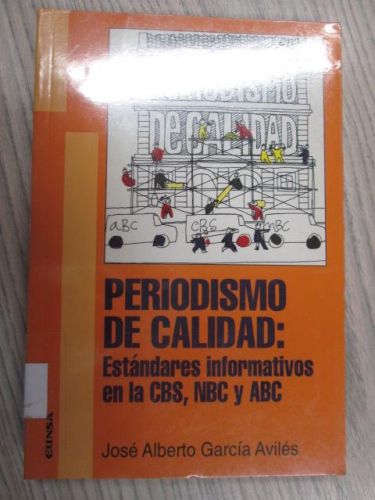 PERIODISMO
DE CALIDAD
aBC
CBS
NBC
PERIODISMO
DE CALIDAD:
Estándares informativos
en la CBS, NBC y ABC
José Alberto García Avilés
EUNSA